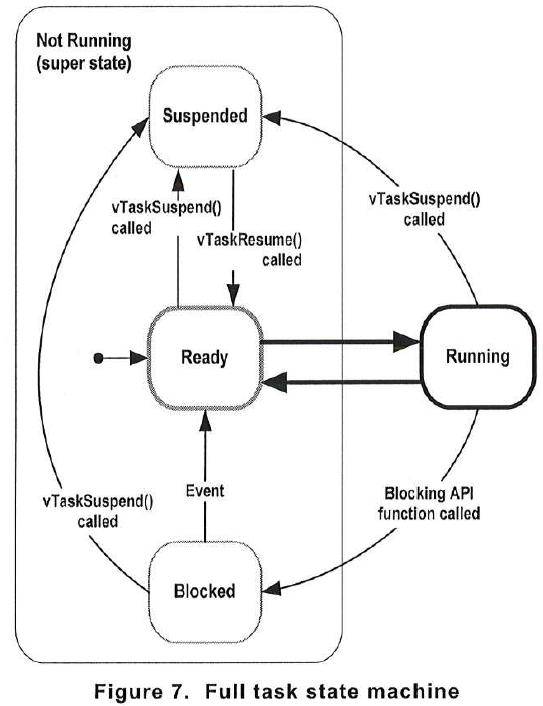 Not Running
(super state)
Suspended
vTaskSuspend()
called
vTaskResume()
called
vTaskSuspend()
called
Ready
Running
Event
vTaskSuspend()
called
Blocking API
function called
Blocked
Figure 7. Full task state machine